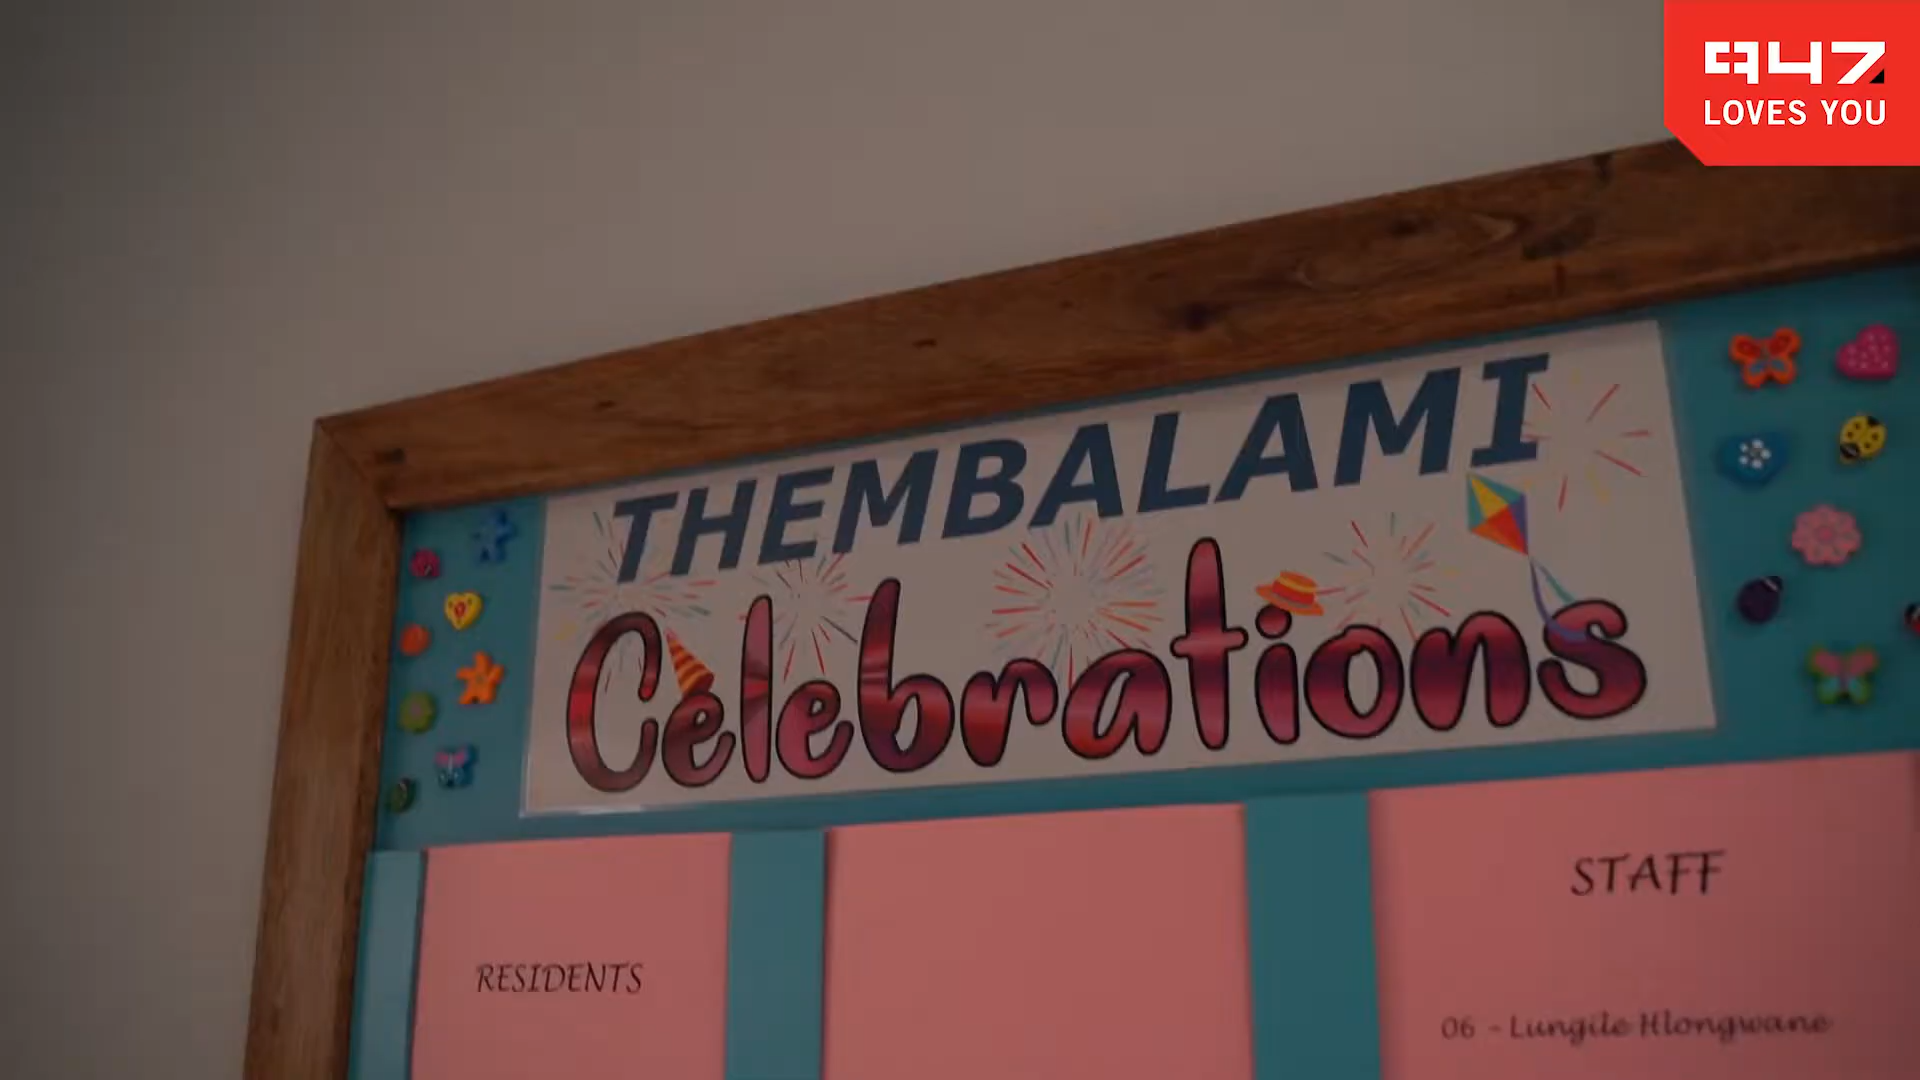 947
LOVES YOU
THEMBALAMI
Celebrations
STAFF
RESIDENTS
06 - Lungile Hlongwane